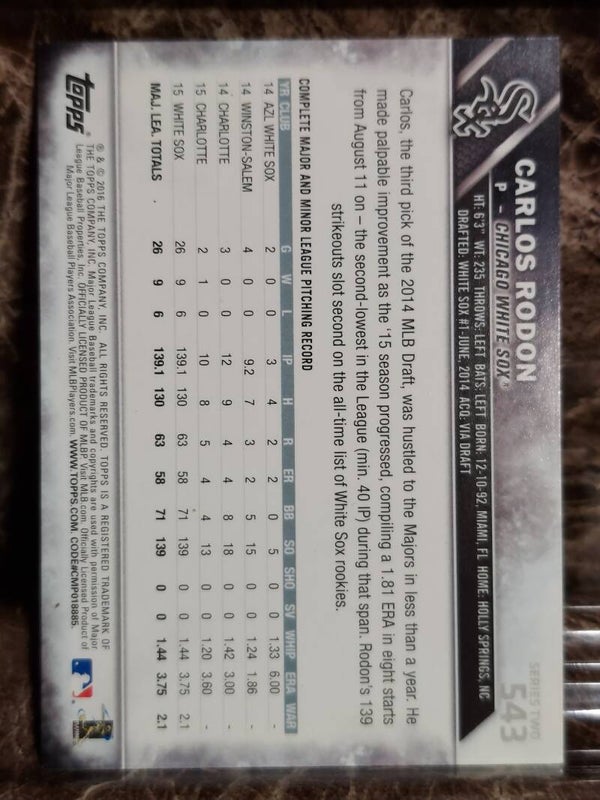 SERIES TWO
543
CARLOS RODON
P – CHICAGO WHITE SOX®
HT: 6'3" WT: 235 THROWS: LEFT BATS: LEFT BORN: 12-10-92, MIAMI, FL HOME: HOLLY SPRINGS, NC
DRAFTED: WHITE SOX #1-JUNE, 2014 ACQ: VIA DRAFT
Carlos, the third pick of the 2014 MLB Draft, was hustled to the Majors in less than a year. He
made palpable improvement as the '15 season progressed, compiling a 1.81 ERA in eight starts
from August 11 on – the second-lowest in the League (min. 40 IP) during that span. Rodon's 139
strikeouts slot second on the all-time list of White Sox rookies.
COMPLETE MAJOR AND MINOR LEAGUE PITCHING RECORD
YR CLUB G W L IP H R ER BB SO SHO SV WHIP ERA WAR
14 AZL WHITE SOX 2 0 0 3 4 2 2 0 5 0 0 1.33 6.00 -
14 WINSTON-SALEM 4 0 0 9.2 7 3 2 5 15 0 0 1.24 1.86 -
14 CHARLOTTE 3 0 0 12 9 4 4 8 18 0 0 1.42 3.00 -
15 CHARLOTTE 2 1 0 10 8 5 4 4 13 0 0 1.20 3.60 -
15 WHITE SOX 26 9 6 139.1 130 63 58 71 139 0 0 1.44 3.75 2.1
MAJ. LEA. TOTALS 26 9 6 139.1 130 63 58 71 139 0 0 1.44 3.75 2.1
topps®
® & © 2016 THE TOPPS COMPANY, INC. ALL RIGHTS RESERVED. TOPPS IS A REGISTERED TRADEMARK OF
THE TOPPS COMPANY, INC. Major League Baseball trademarks and copyrights are used with permission of Major
League Baseball Properties, Inc. OFFICIALLY LICENSED PRODUCT OF MLBP. Visit MLB.com. Officially Licensed Product of
Major League Baseball Players Association. Visit MLBPlayers.com. WWW.TOPPS.COM. CODE#CMP018885.